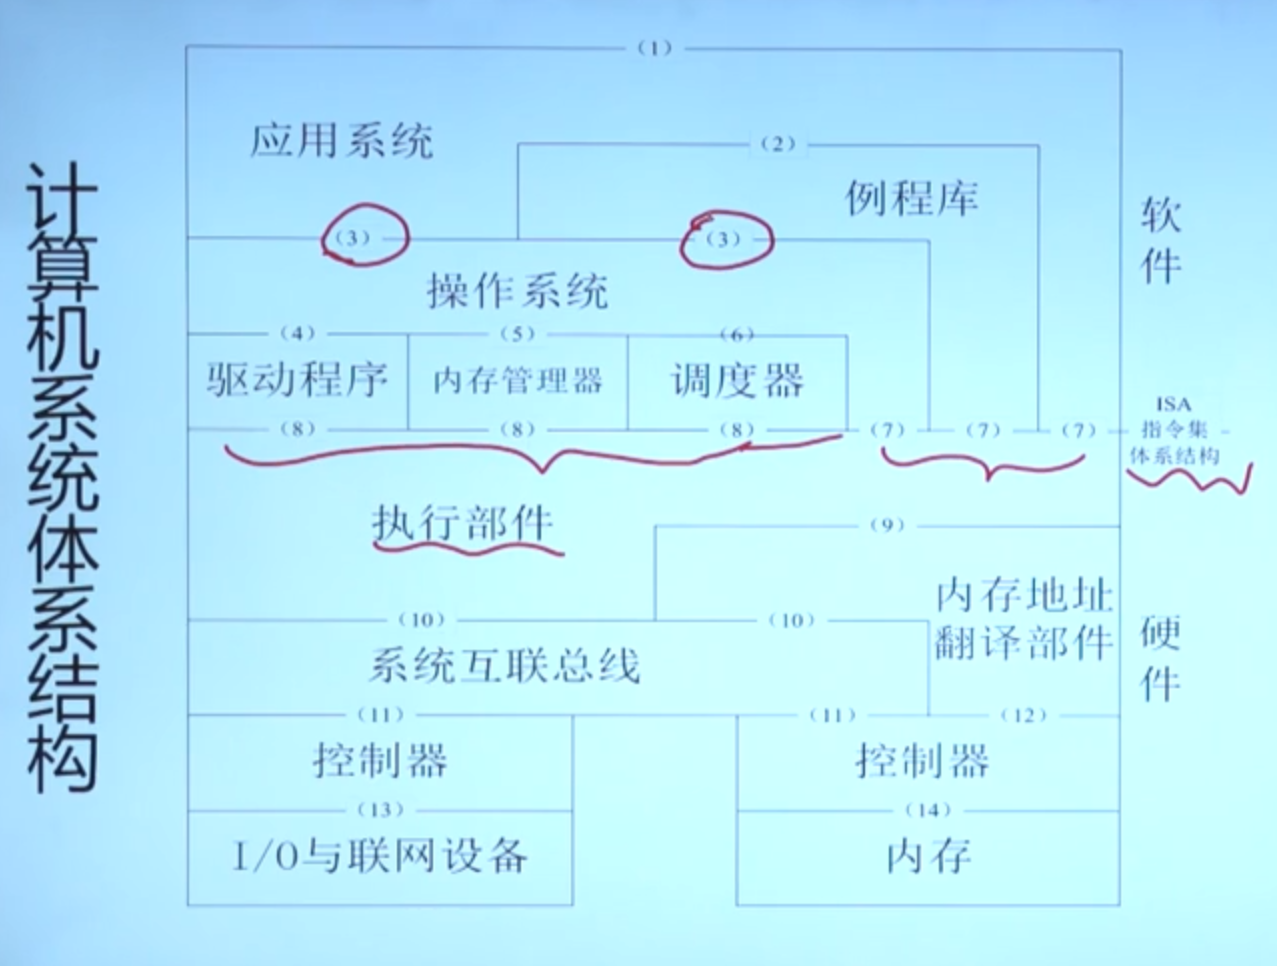 计算机系统体系结构
(1)
应用系统
(2)
例程库
软件
(3) (3)
操作系统
(4) (5) (6)
驱动程序 内存管理器 调度器
(8) (8) (8) (7) (7) (7)
ISA
指令集
体系结构
执行部件
(9)
内存地址
翻译部件
硬件
(10) (10)
系统互联总线
(11) (11) (12)
控制器 控制器
(13) (14)
I/O与联网设备 内存